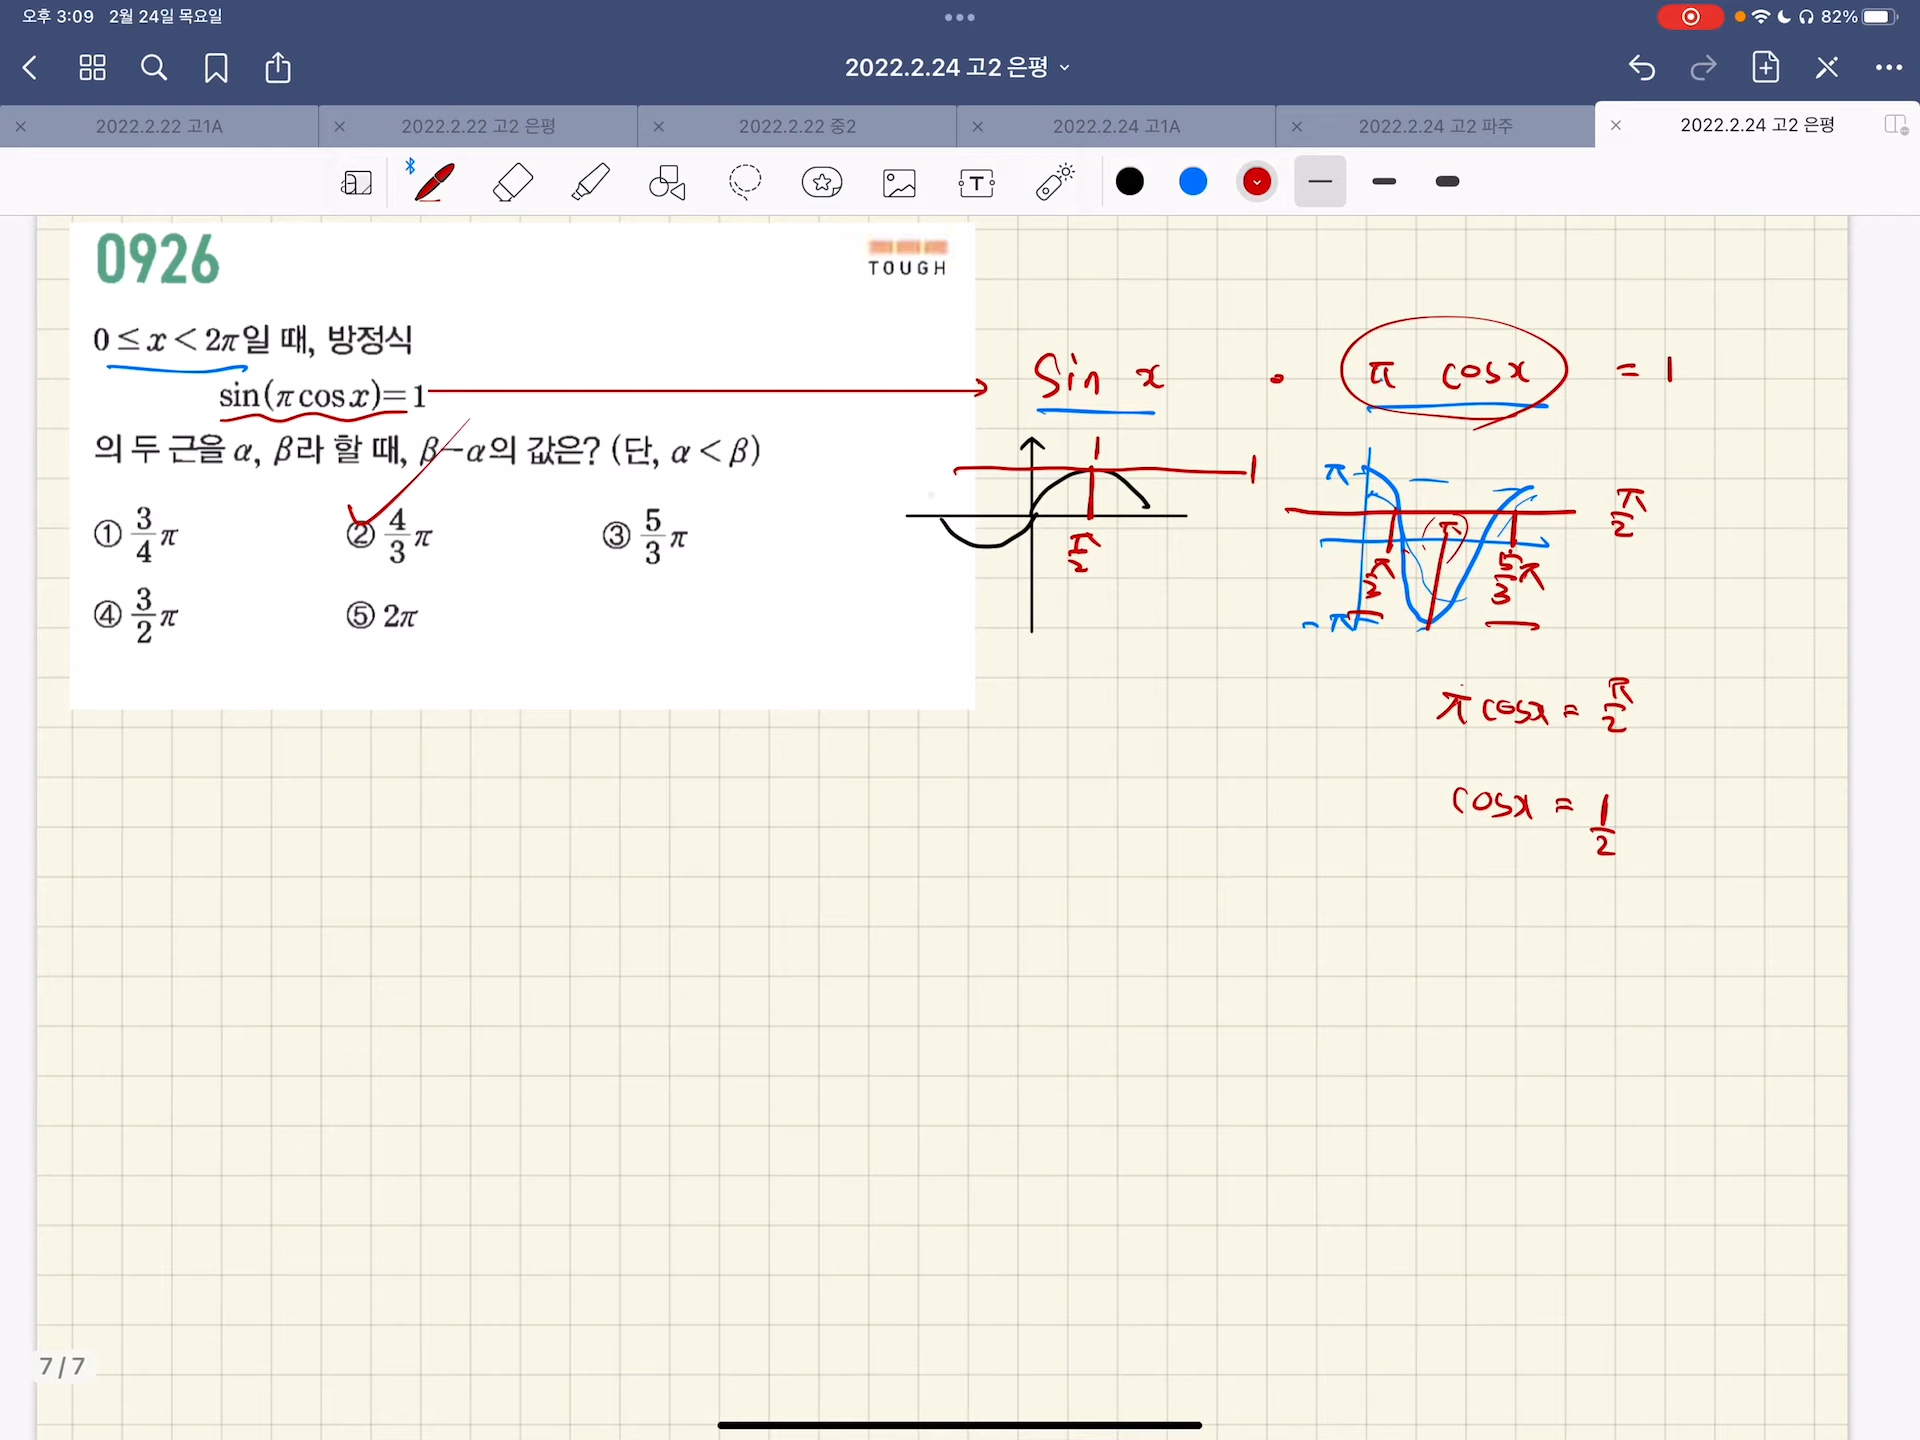 오후 3:09 2월 24일 목요일
82%
2022.2.24 고2 은평
2022.2.22 고1A
2022.2.22 고2 은평
2022.2.22 중2
2022.2.24 고1A
2022.2.24 고2 파주
2022.2.24 고2 은평
0926
TOUGH
0 ≤ x < 2π일 때, 방정식
sin(π cos x)=1
의 두 근을 α, β라 할 때, β−α의 값은? (단, α < β)
① 3/4 π
② 4/3 π
③ 5/3 π
④ 3/2 π
⑤ 2π
Sin x · π cosx = 1
1
1
π/2
π
π/2
π
π/3
5/3 π
-π
π cosx = π/2
cosx = 1/2
7 / 7